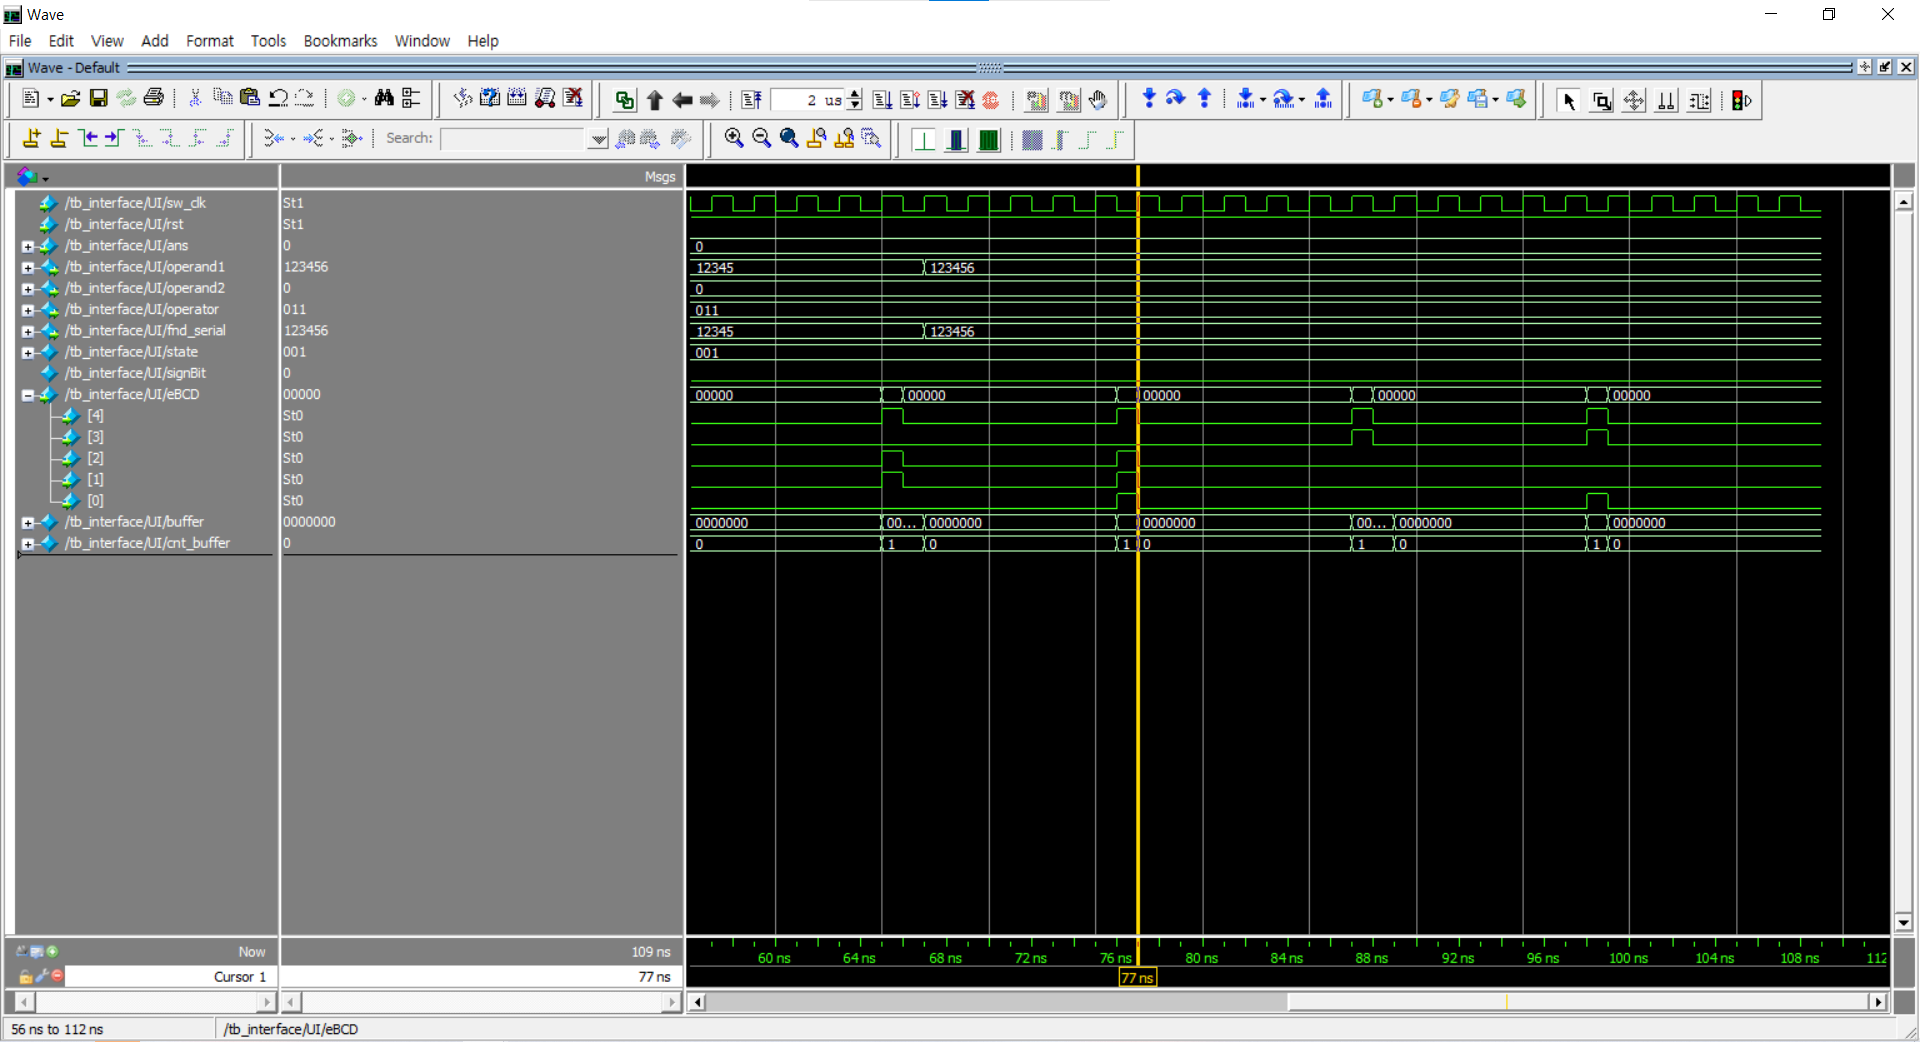 Wave
File Edit View Add Format Tools Bookmarks Window Help
Wave - Default
2 us
Search:
Msgs
/tb_interface/UI/sw_clk St1
/tb_interface/UI/rst St1
/tb_interface/UI/ans 0 0
/tb_interface/UI/operand1 123456 12345 123456
/tb_interface/UI/operand2 0 0
/tb_interface/UI/operator 011 011
/tb_interface/UI/fnd_serial 123456 12345 123456
/tb_interface/UI/state 001 001
/tb_interface/UI/signBit 0
/tb_interface/UI/eBCD 00000 00000 00000 00000 00000 00000
[4] St0
[3] St0
[2] St0
[1] St0
[0] St0
/tb_interface/UI/buffer 0000000 0000000 00... 0000000 0000000 00... 0000000 0000000
/tb_interface/UI/cnt_buffer 0 0 1 0 1 0 1 0 1 0
Now 109 ns 60 ns 64 ns 68 ns 72 ns 76 ns 80 ns 84 ns 88 ns 92 ns 96 ns 100 ns 104 ns 108 ns 112
Cursor 1 77 ns 77 ns
56 ns to 112 ns /tb_interface/UI/eBCD